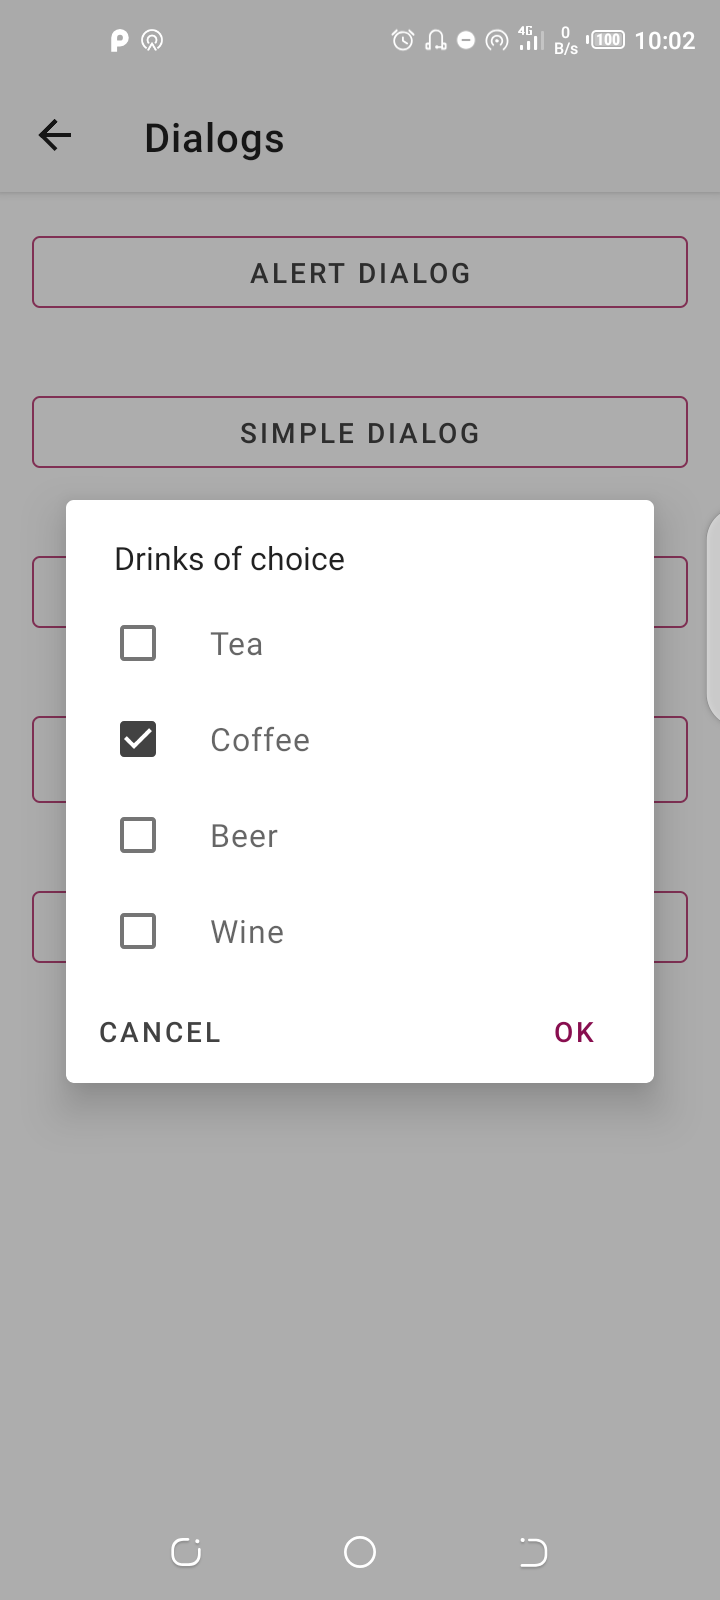 4G 0 B/s 100 10:02
Dialogs
ALERT DIALOG
SIMPLE DIALOG
Drinks of choice
Tea
Coffee
Beer
Wine
CANCEL OK